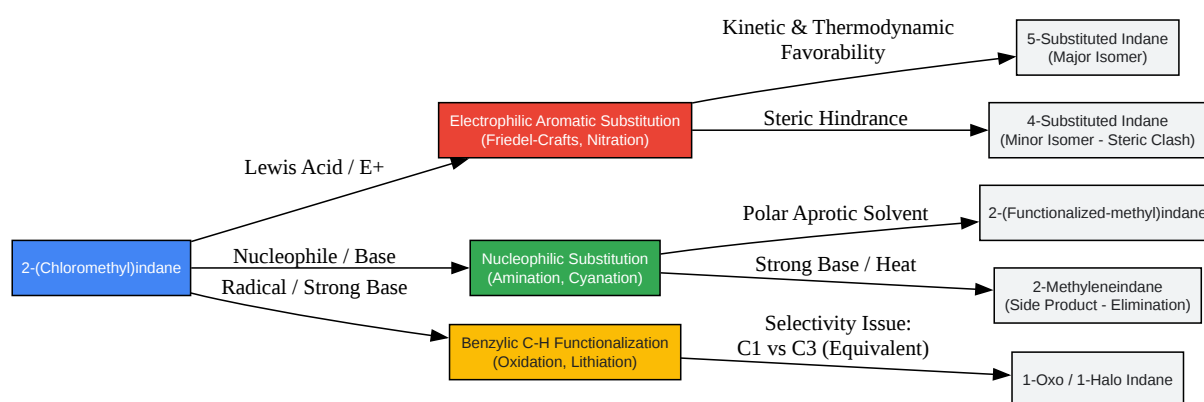 Kinetic & Thermodynamic
Favorability
5-Substituted Indane
(Major Isomer)
Electrophilic Aromatic Substitution
(Friedel-Crafts, Nitration)
Steric Hindrance
4-Substituted Indane
(Minor Isomer - Steric Clash)
Lewis Acid / E+
Polar Aprotic Solvent
2-(Functionalized-methyl)indane
2-(Chloromethyl)indane
Nucleophile / Base
Nucleophilic Substitution
(Amination, Cyanation)
Strong Base / Heat
2-Methyleneindane
(Side Product - Elimination)
Radical / Strong Base
Benzylic C-H Functionalization
(Oxidation, Lithiation)
Selectivity Issue:
C1 vs C3 (Equivalent)
1-Oxo / 1-Halo Indane